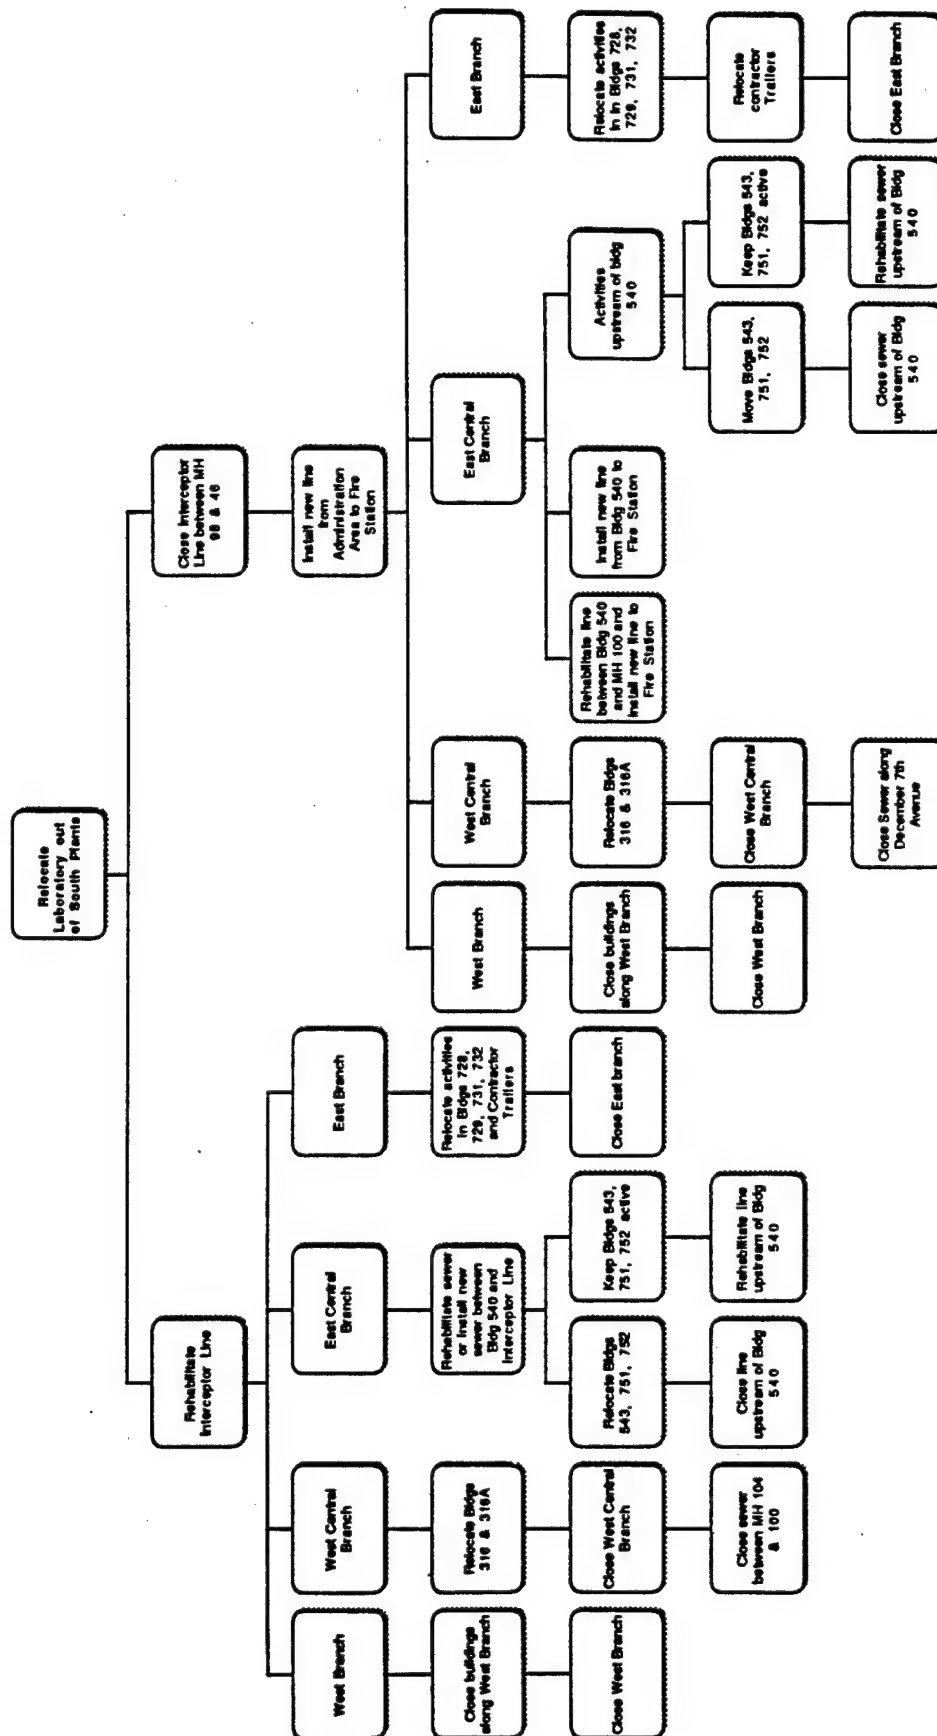 Relocate
Laboratory out
of South Plants
Rehabilitate
Interceptor Line
Close Interceptor
Line between MH
98 & 46
West Branch
West Central
Branch
East Central
Branch
East Branch
Install new line
from
Administration
Area to Fire
Station
Close buildings
along West Branch
Relocate Bldgs
316 & 316A
Rehabilitate sewer
or install new
sewer between
Bldg 540 and
Interceptor Line
Relocate activities
in Bldgs 728,
729, 731, 732
and Contractor
Trailers
West Branch
West Central
Branch
East Central
Branch
East Branch
Close West Branch
Close West Central
Branch
Relocate Bldgs
543, 751, 752
Keep Bldgs 543,
751, 752 active
Close East branch
Close buildings
along West Branch
Relocate Bldgs
316 & 316A
Rehabilitate line
between Bldg 540
and MH 100 and
install new line to
Fire Station
Install new line
from Bldg 540 to
Fire Station
Activities
upstream of bldg
540
Relocate activities
in in Bldgs 728,
729, 731, 732
Close sewer
between MH 104
& 100
Close line
upstream of Bldg
540
Rehabilitate line
upstream of Bldg
540
Close West Branch
Close West Central
Branch
Move Bldgs 543,
751, 752
Keep Bldgs 543,
751, 752 active
Relocate
contractor
Trailers
Close Sewer along
December 7th
Avenue
Close sewer
upstream of Bldg
540
Rehabilitate sewer
upstream of Bldg
540
Close East Branch